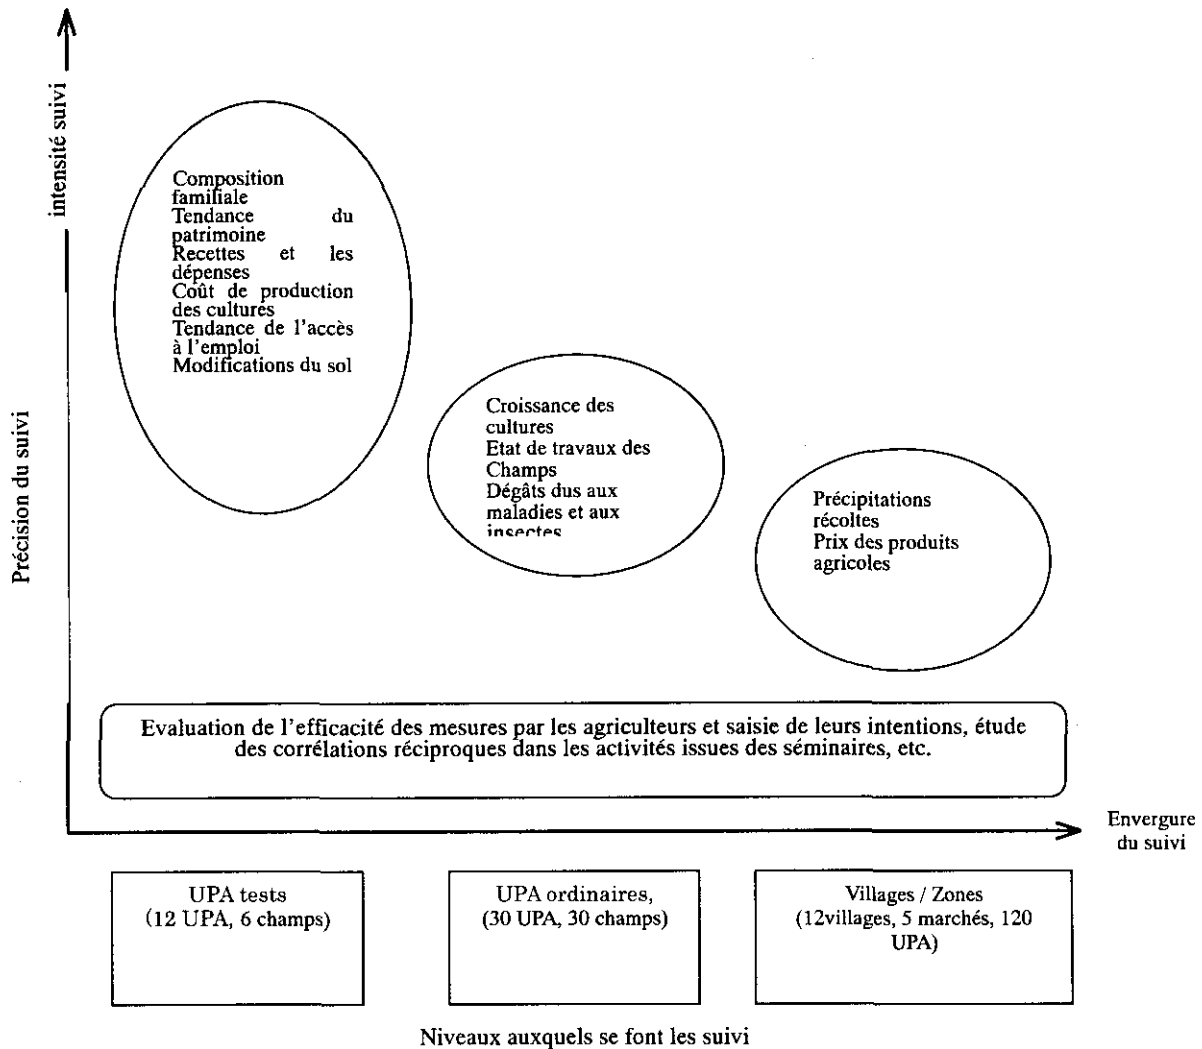 intensité suivi
Précision du suivi
Composition
familiale
Tendance du
patrimoine
Recettes et les
dépenses
Coût de production
des cultures
Tendance de l'accès
à l'emploi
Modifications du sol
Croissance des
cultures
Etat de travaux des
Champs
Dégâts dus aux
maladies et aux
insectes
Précipitations
récoltes
Prix des produits
agricoles
Evaluation de l'efficacité des mesures par les agriculteurs et saisie de leurs intentions, étude
des corrélations réciproques dans les activités issues des séminaires, etc.
Envergure
du suivi
UPA tests
(12 UPA, 6 champs)
UPA ordinaires,
(30 UPA, 30 champs)
Villages / Zones
(12villages, 5 marchés, 120
UPA)
Niveaux auxquels se font les suivi